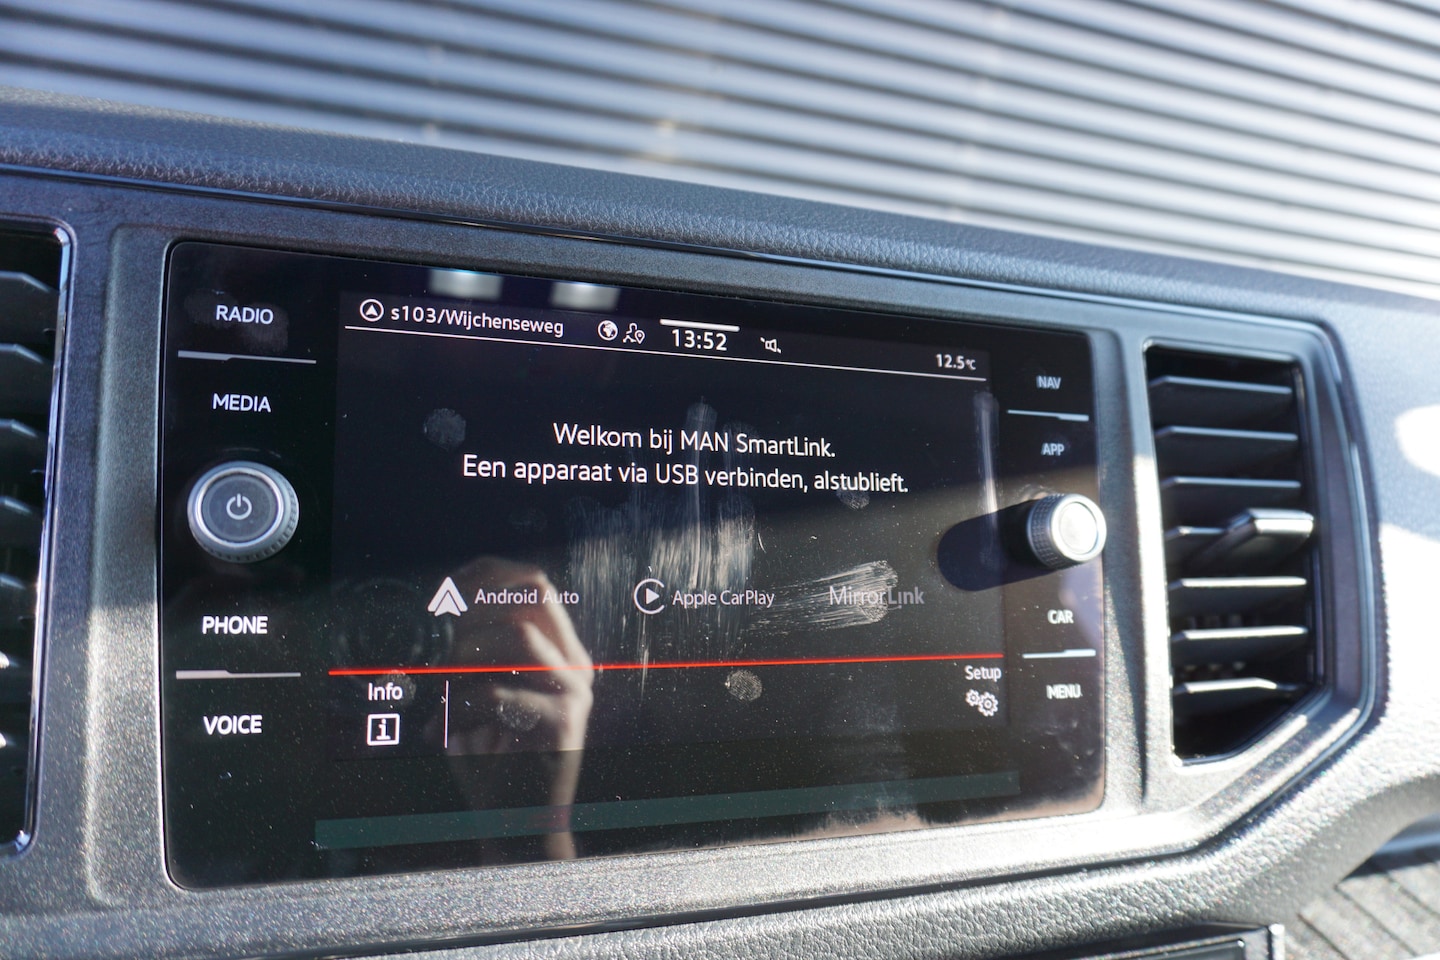 RADIO
MEDIA
PHONE
VOICE
s103/Wijchenseweg
13:52
12.5°C
Welkom bij MAN SmartLink.
Een apparaat via USB verbinden, alstublieft.
Android Auto
Apple CarPlay
MirrorLink
Info
i
Setup
NAV
APP
CAR
MENU